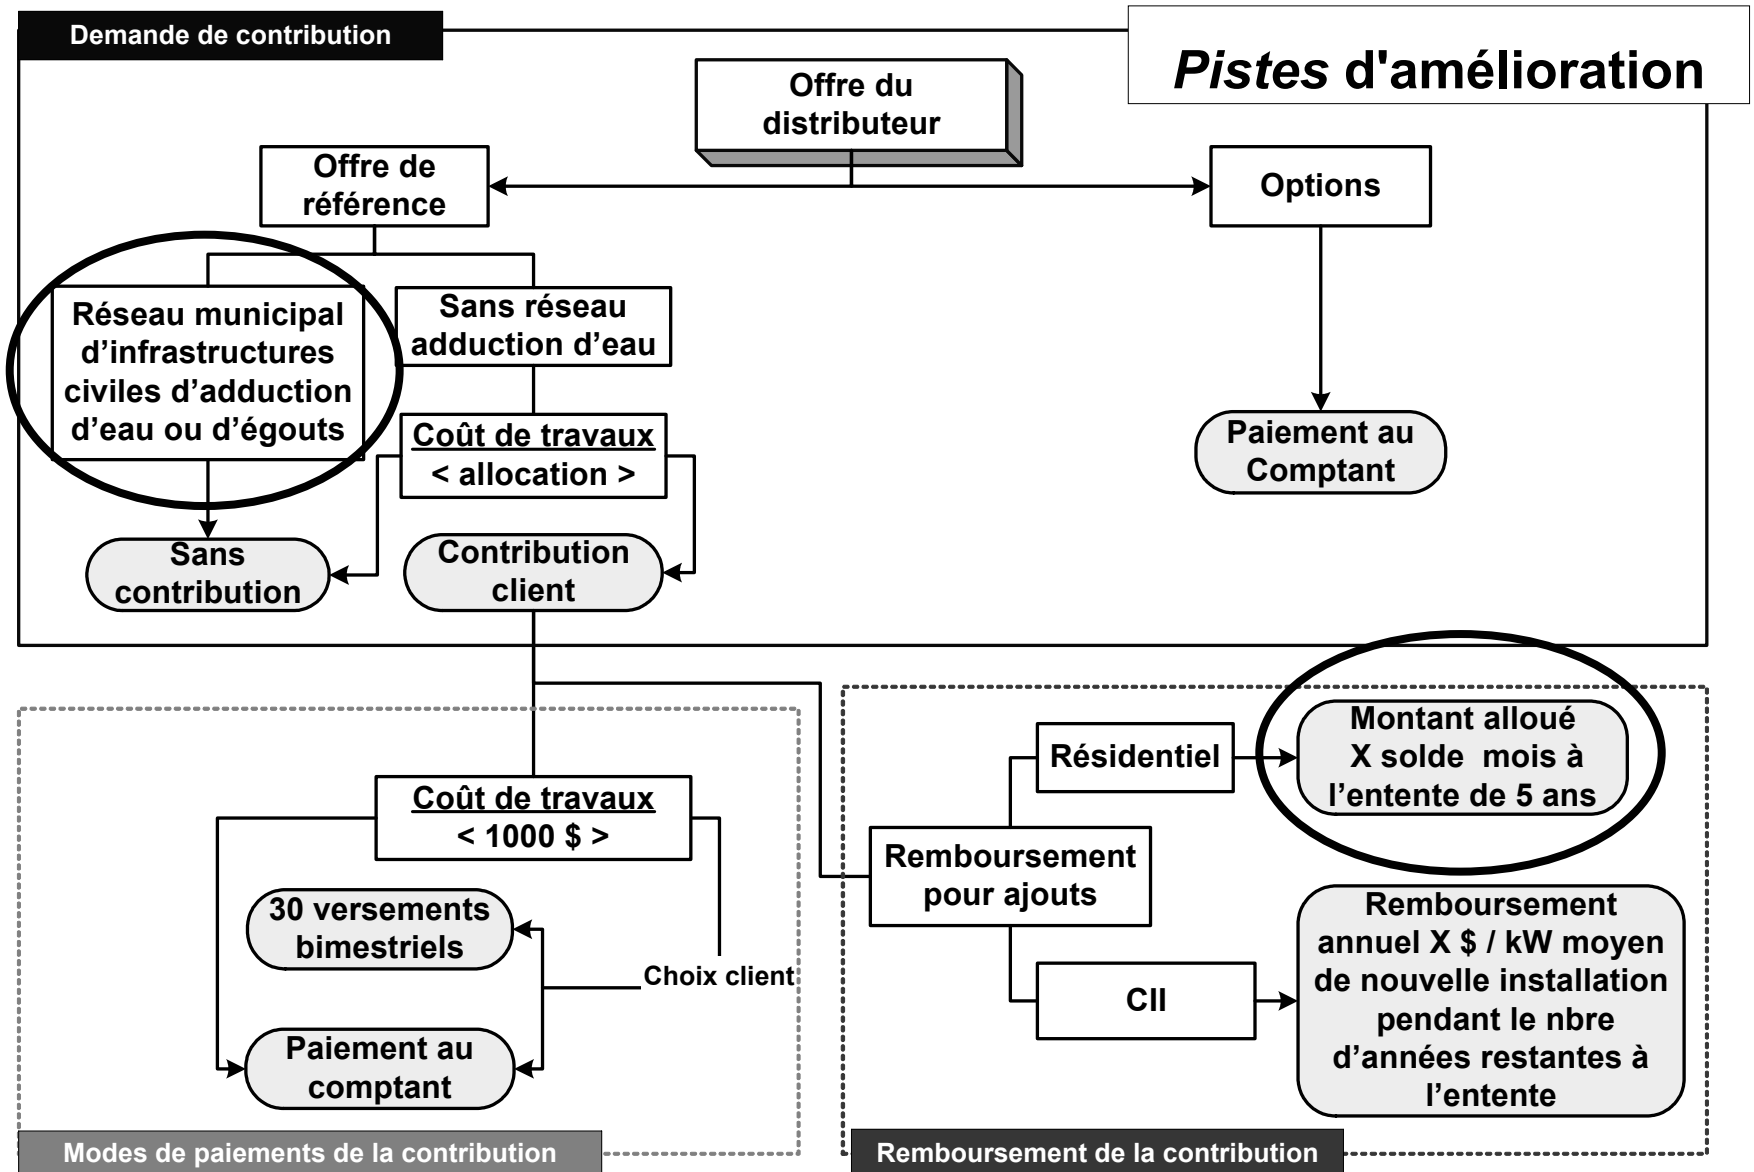 Demande de contribution
Pistes d'amélioration
Offre du
distributeur
Offre de
référence
Options
Réseau municipal
d’infrastructures
civiles d’adduction
d’eau ou d’égouts
Sans réseau
adduction d’eau
Coût de travaux
< allocation >
Paiement au
Comptant
Sans
contribution
Contribution
client
Coût de travaux
< 1000 $ >
30 versements
bimestriels
Choix client
Paiement au
comptant
Modes de paiements de la contribution
Remboursement
pour ajouts
Résidentiel
Montant alloué
X solde mois à
l’entente de 5 ans
CII
Remboursement
annuel X $ / kW moyen
de nouvelle installation
pendant le nbre
d’années restantes à
l’entente
Remboursement de la contribution